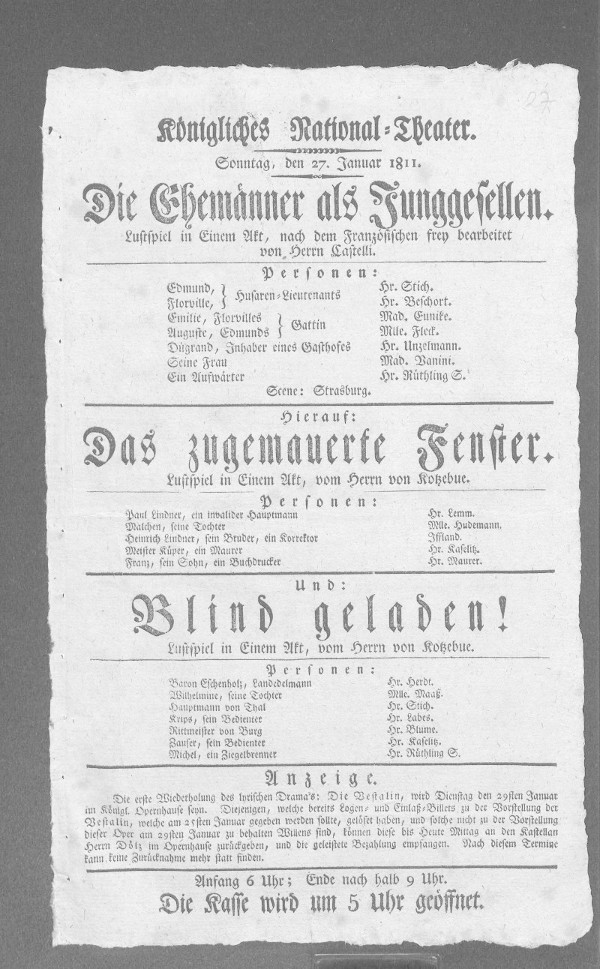 27
Königliches National-Theater.
Sonntag, den 27. Januar 1811.
Die Ehemänner als Junggesellen.
Lustspiel in Einem Akt, nach dem Französischen frey bearbeitet
von Herrn Castelli.
Personen:
Edmund, } Husaren-Lieutenants Hr. Stich.
Florville, Hr. Beschort.
Emilie, Florvilles } Gattin Mad. Eunike.
Auguste, Edmunds Mlle. Fleck.
Dügrand, Inhaber eines Gasthofes Hr. Unzelmann.
Seine Frau Mad. Vanini.
Ein Aufwärter Hr. Rüthling S.
Scene: Strasburg.
Hierauf:
Das zugemauerte Fenster.
Lustspiel in Einem Akt, vom Herrn von Kotzebue.
Personen:
Paul Lindner, ein invalider Hauptmann Hr. Lemm.
Malchen, seine Tochter Mlle. Hudemann.
Heinrich Lindner, sein Bruder, ein Korrektor Iffland.
Meister Küper, ein Maurer Hr. Kaselitz.
Franz, sein Sohn, ein Buchdrucker Hr. Maurer.
Und:
Blind geladen!
Lustspiel in Einem Akt, vom Herrn von Kotzebue.
Personen:
Baron Eschenholz, Landedelmann Hr. Herdt.
Wilhelmine, seine Tochter Mlle. Maaß.
Hauptmann von Thal Hr. Stich.
Krips, sein Bedienter Hr. Labes.
Rittmeister von Burg Hr. Blume.
Zauser, sein Bedienter Hr. Kaselitz.
Michel, ein Ziegelbrenner Hr. Rüthling S.
Anzeige.
Die erste Wiederholung des lyrischen Drama's: Die Vestalin, wird Dienstag den 29sten Januar
im Königl. Opernhause seyn. Diejenigen, welche bereits Logen- und Einlaß-Billets zu der Vorstellung der
Vestalin, welche am 25sten Januar gegeben werden sollte, gelöset haben, und solche nicht zu der Vorstellung
dieser Oper am 29sten Januar zu behalten Willens sind, können diese bis Heute Mittag an den Kastellan
Herrn Dölz im Opernhause zurückgeben, und die geleistete Bezahlung empfangen. Nach diesem Termine
kann keine Zurücknahme mehr statt finden.
Anfang 6 Uhr; Ende nach halb 9 Uhr.
Die Kasse wird um 5 Uhr geöffnet.